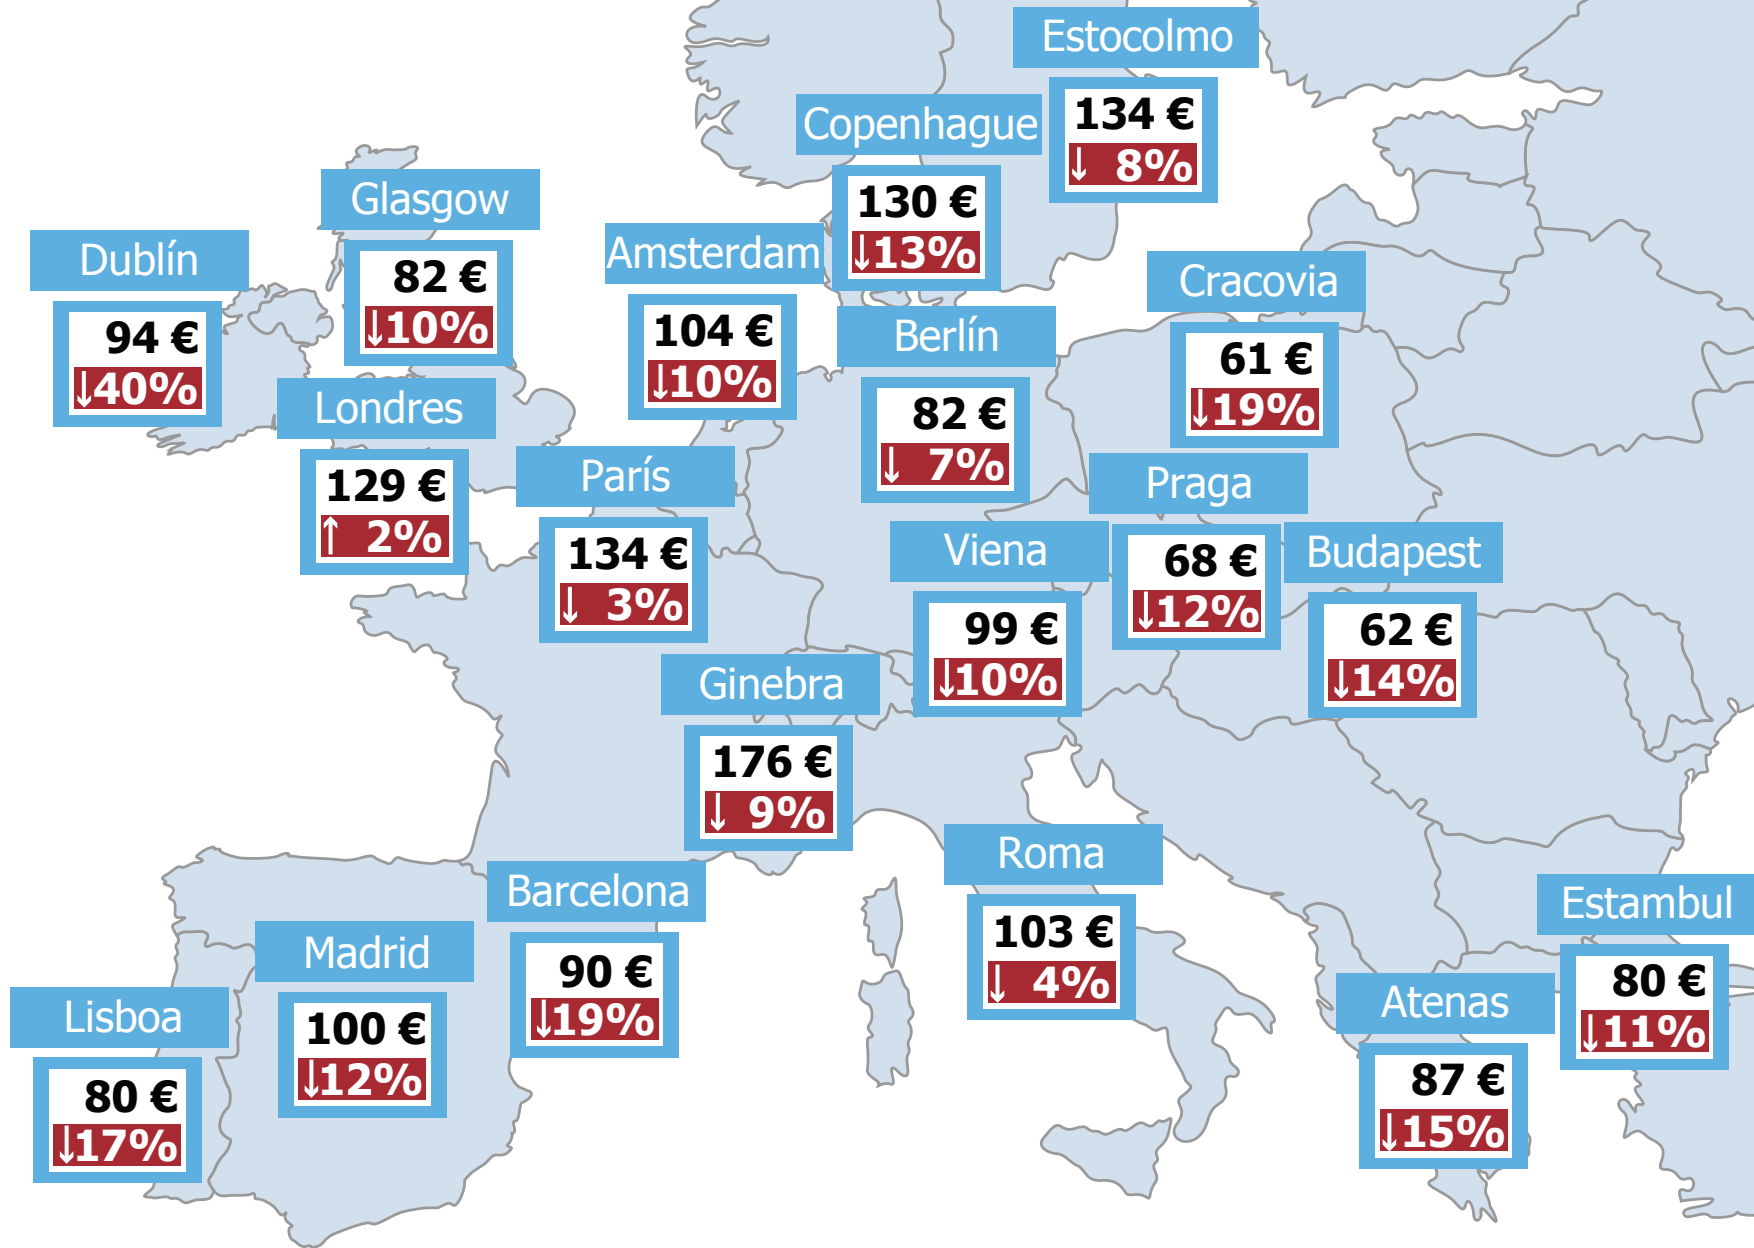 Estocolmo
134 €
↓ 8%
Copenhague
130 €
↓13%
Glasgow
82 €
↓10%
Dublín
94 €
↓40%
Amsterdam
104 €
↓10%
Cracovia
61 €
↓19%
Berlín
82 €
↓ 7%
Londres
129 €
↑ 2%
París
134 €
↓ 3%
Praga
68 €
↓12%
Viena
99 €
↓10%
Budapest
62 €
↓14%
Ginebra
176 €
↓ 9%
Roma
103 €
↓ 4%
Barcelona
90 €
↓19%
Estambul
80 €
↓11%
Madrid
100 €
↓12%
Atenas
87 €
↓15%
Lisboa
80 €
↓17%